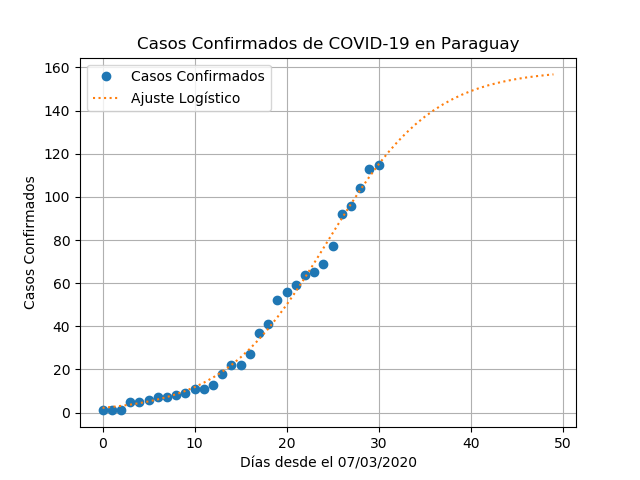 Casos Confirmados de COVID-19 en Paraguay
Casos Confirmados
Ajuste Logístico
160
140
120
100
80
60
40
20
0
Casos Confirmados
0 10 20 30 40 50
Días desde el 07/03/2020